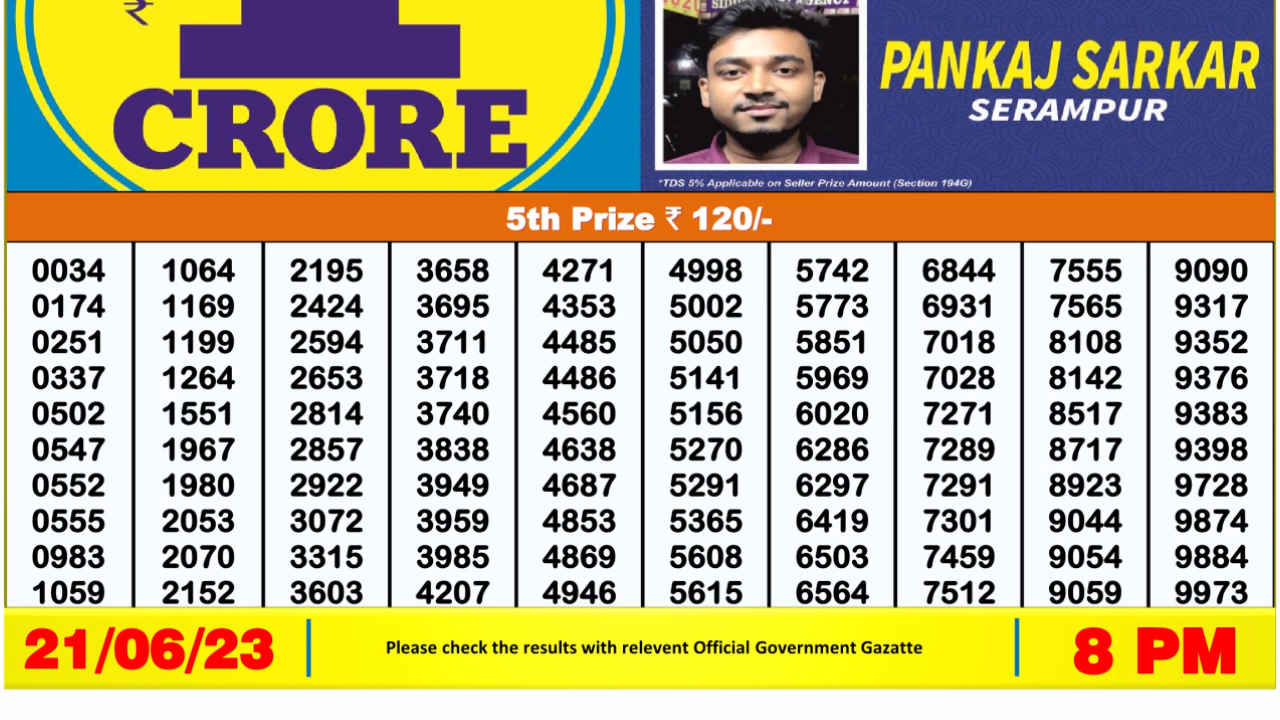 ₹
1
CRORE
PANKAJ SARKAR
SERAMPUR
*TDS 5% Applicable on Seller Prize Amount (Section 194G)
5th Prize ₹ 120/-
0034 1064 2195 3658 4271 4998 5742 6844 7555 9090
0174 1169 2424 3695 4353 5002 5773 6931 7565 9317
0251 1199 2594 3711 4485 5050 5851 7018 8108 9352
0337 1264 2653 3718 4486 5141 5969 7028 8142 9376
0502 1551 2814 3740 4560 5156 6020 7271 8517 9383
0547 1967 2857 3838 4638 5270 6286 7289 8717 9398
0552 1980 2922 3949 4687 5291 6297 7291 8923 9728
0555 2053 3072 3959 4853 5365 6419 7301 9044 9874
0983 2070 3315 3985 4869 5608 6503 7459 9054 9884
1059 2152 3603 4207 4946 5615 6564 7512 9059 9973
21/06/23
Please check the results with relevent Official Government Gazatte
8 PM